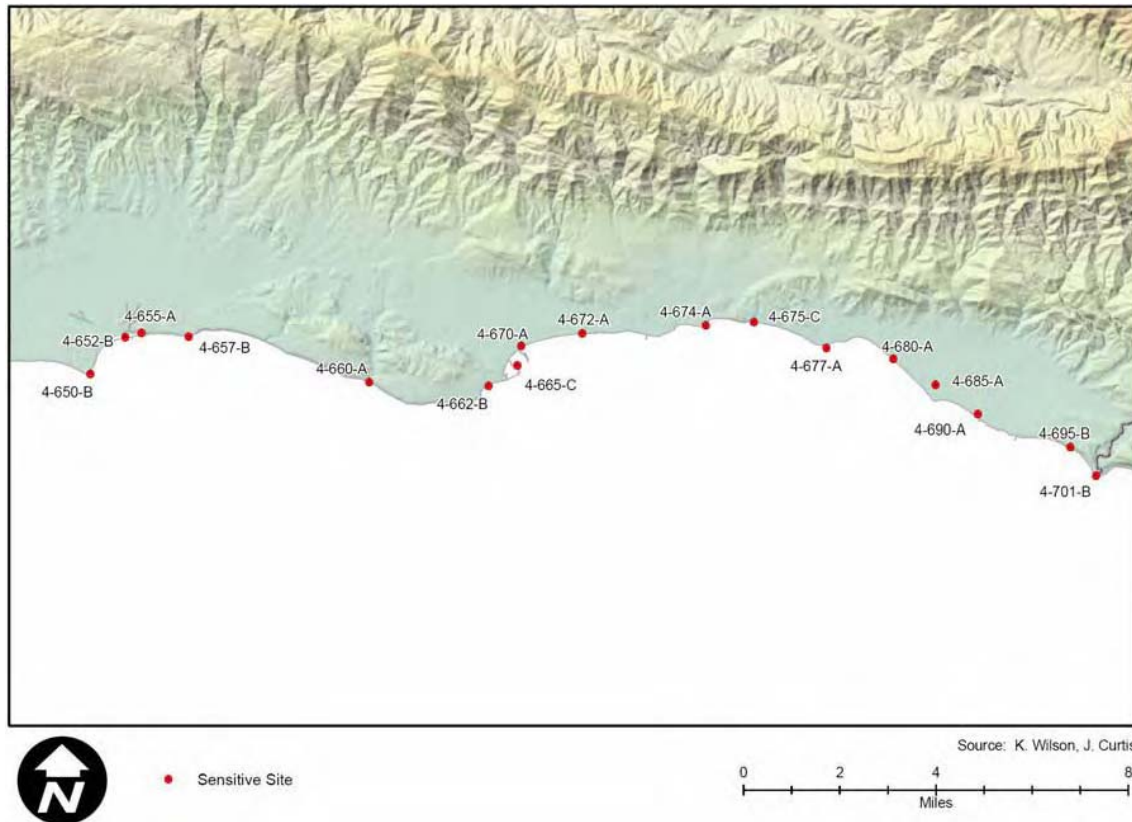 4-655-A
4-652-B
4-657-B
4-650-B
4-660-A
4-662-B
4-670-A
4-665-C
4-672-A
4-674-A
4-675-C
4-677-A
4-680-A
4-685-A
4-690-A
4-695-B
4-701-B
N
Sensitive Site
Source: K. Wilson, J. Curtis
0 2 4 6 8
Miles